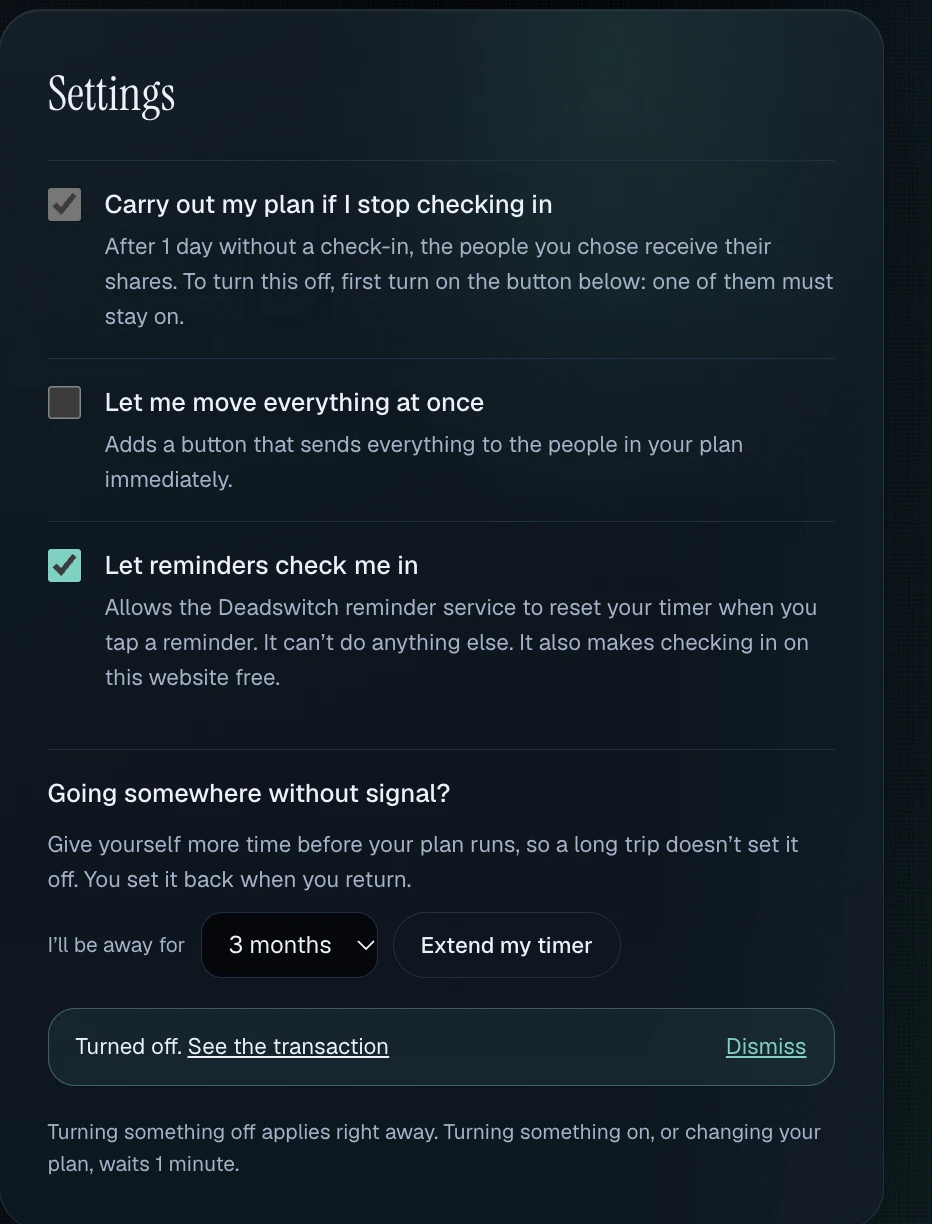 Settings
Carry out my plan if I stop checking in
After 1 day without a check-in, the people you chose receive their
shares. To turn this off, first turn on the button below: one of them must
stay on.
Let me move everything at once
Adds a button that sends everything to the people in your plan
immediately.
Let reminders check me in
Allows the Deadswitch reminder service to reset your timer when you
tap a reminder. It can’t do anything else. It also makes checking in on
this website free.
Going somewhere without signal?
Give yourself more time before your plan runs, so a long trip doesn’t set it
off. You set it back when you return.
I’ll be away for 3 months Extend my timer
Turned off. See the transaction Dismiss
Turning something off applies right away. Turning something on, or changing your
plan, waits 1 minute.